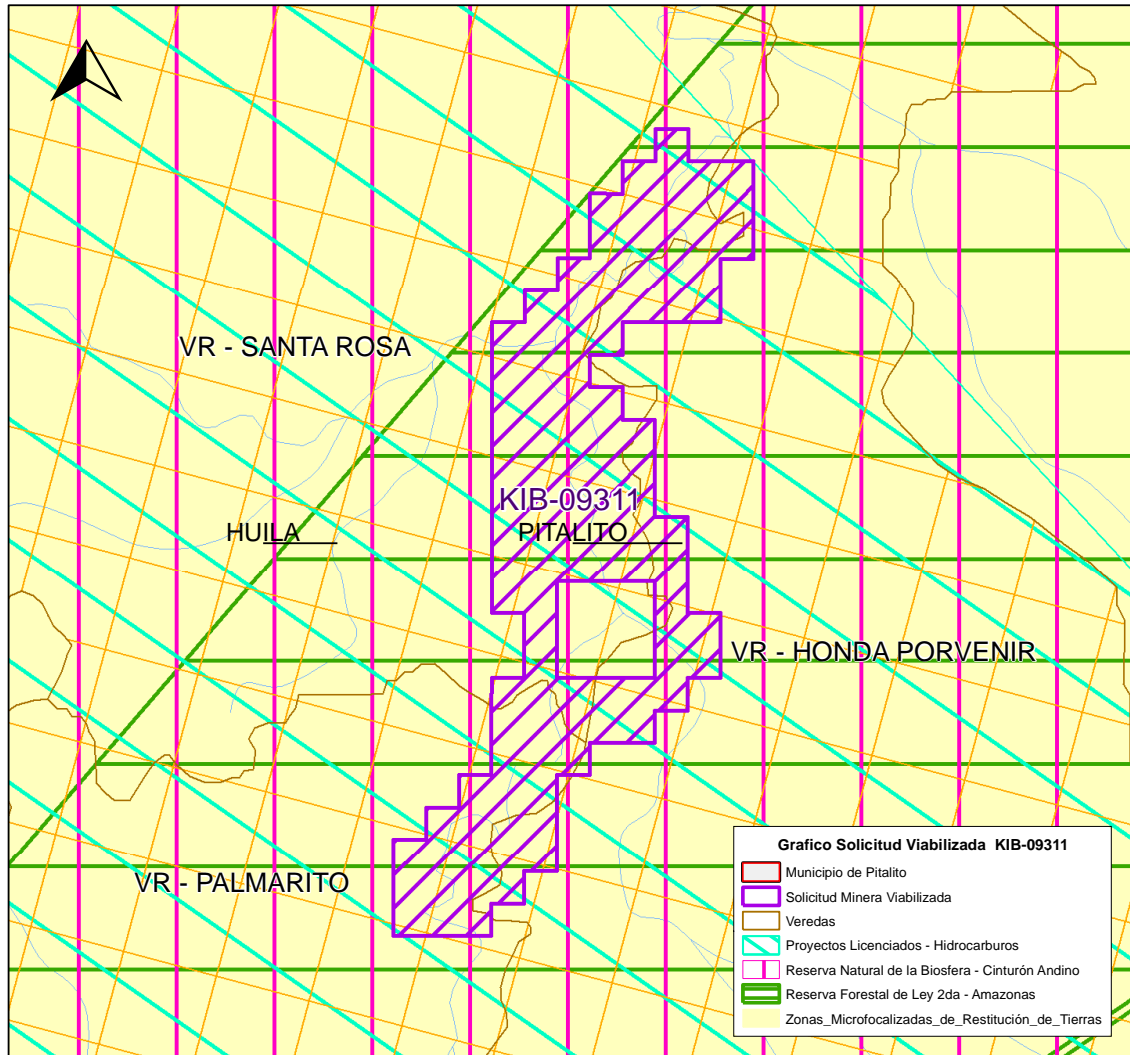 VR - SANTA ROSA
KIB-09311
HUILA
PITALITO
VR - HONDA PORVENIR
VR - PALMARITO
Grafico Solicitud Viabilizada KIB-09311
Municipio de Pitalito
Solicitud Minera Viabilizada
Veredas
Proyectos Licenciados - Hidrocarburos
Reserva Natural de la Biosfera - Cinturón Andino
Reserva Forestal de Ley 2da - Amazonas
Zonas_Microfocalizadas_de_Restitución_de_Tierras